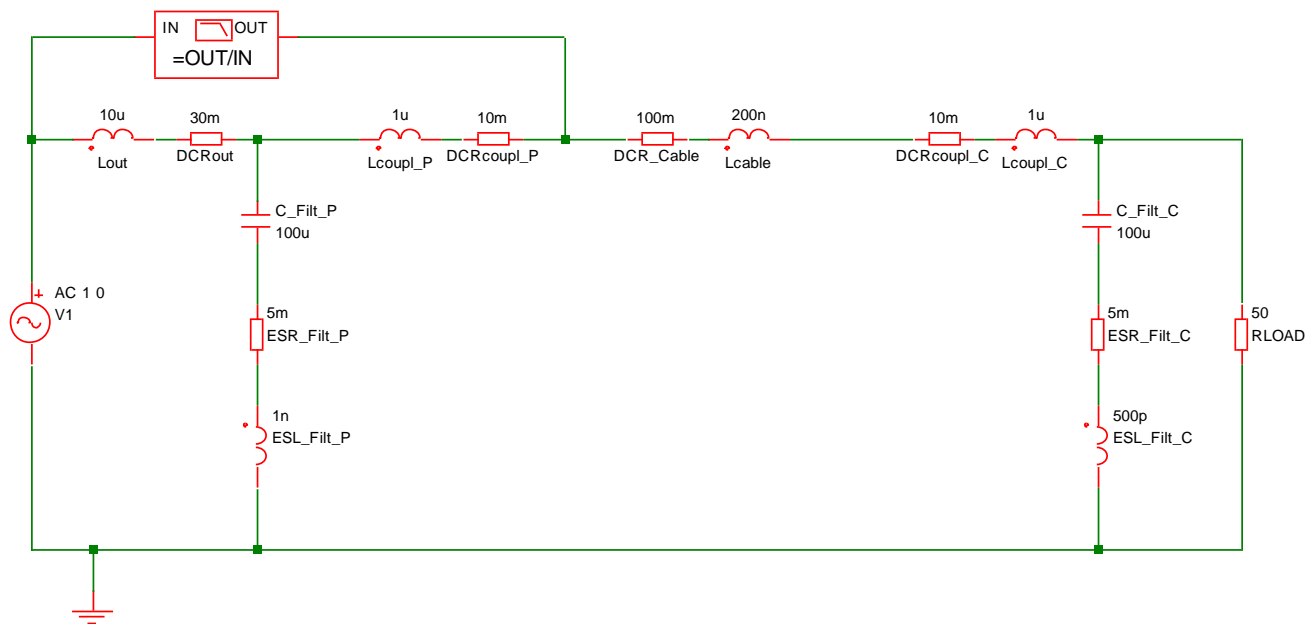 IN OUT
=OUT/IN
10u
Lout
30m
DCRout
1u
Lcoupl_P
10m
DCRcoupl_P
100m
DCR_Cable
200n
Lcable
10m
DCRcoupl_C
1u
Lcoupl_C
C_Filt_P
100u
C_Filt_C
100u
AC 1 0
V1
5m
ESR_Filt_P
5m
ESR_Filt_C
50
RLOAD
1n
ESL_Filt_P
500p
ESL_Filt_C